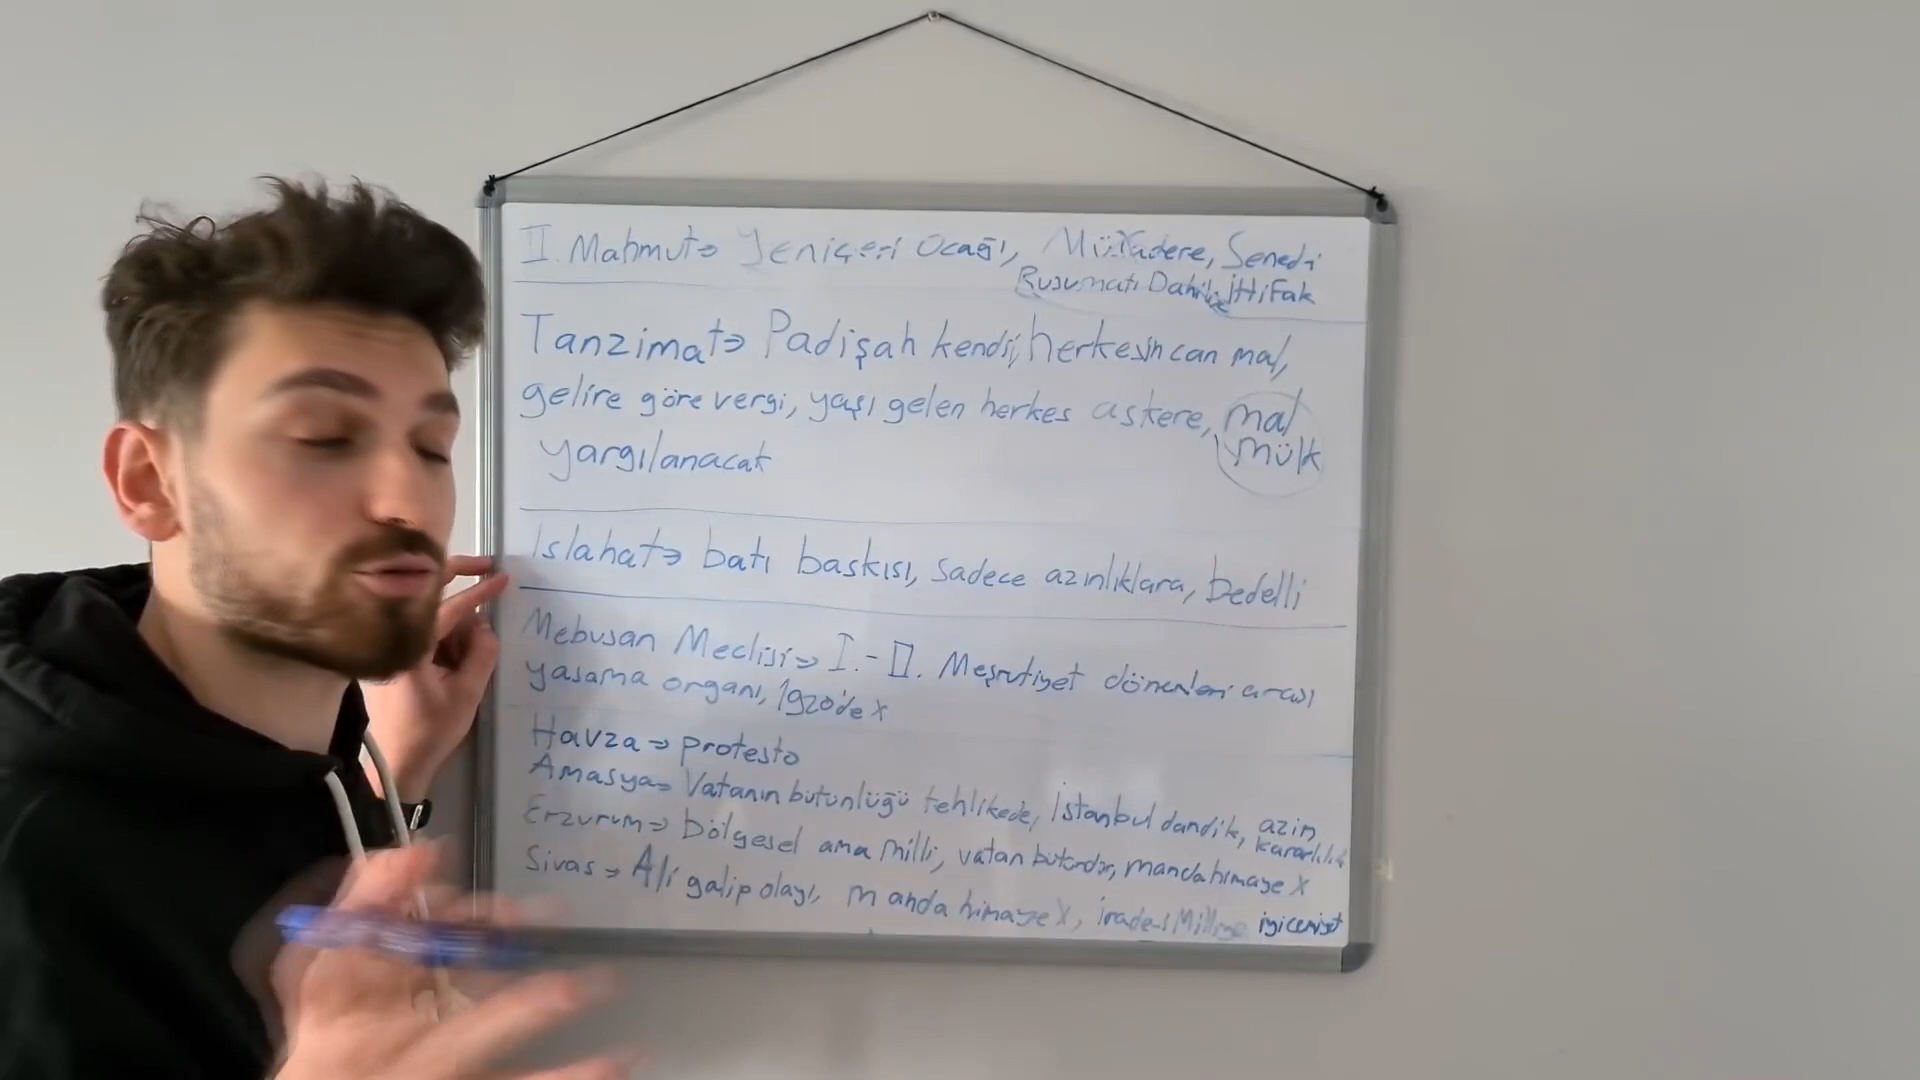 II. Mahmut⇒ Yeniçeri Ocağı, Müsadere, Senedi
Rusumatı Dahiliye İttifak
Tanzimat⇒ Padişah kendi, herkesin can mal,
gelire göre vergi, yaşı gelen herkes askere, mal
mülk
yargılanacak
Islahat⇒ batı baskısı, sadece azınlıklara, bedelli
Mebusan Meclisi⇒ I.-II. Meşrutiyet dönemleri arası
yasama organı, 1920'de x
Havza⇒ protesto
Amasya⇒ Vatanın bütünlüğü tehlikede, İstanbul dandik, azim,
kararlılık
Erzurum⇒ bölgesel ama milli, vatan bütündür, manda himaye X
Sivas⇒ Ali galip olayı, manda himaye X, irade-i Milliye